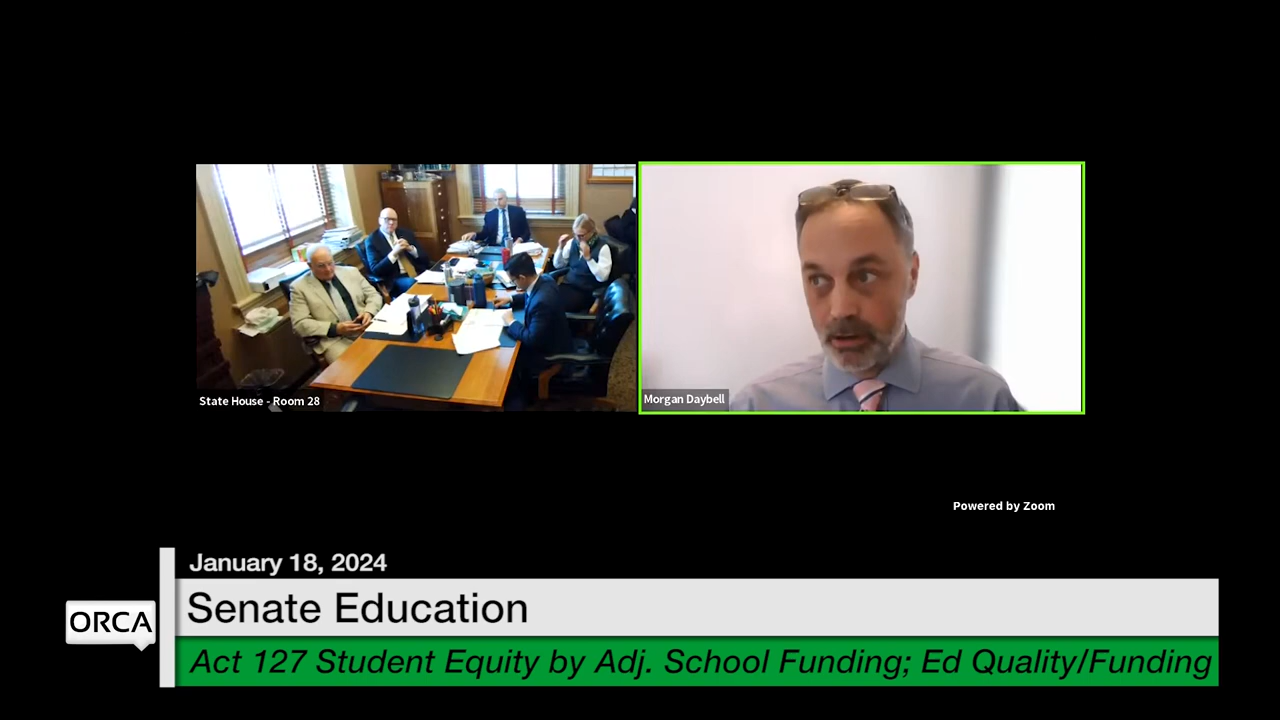 State House - Room 28
Morgan Daybell
Powered by Zoom
January 18, 2024
Senate Education
ORCA
Act 127 Student Equity by Adj. School Funding; Ed Quality/Funding